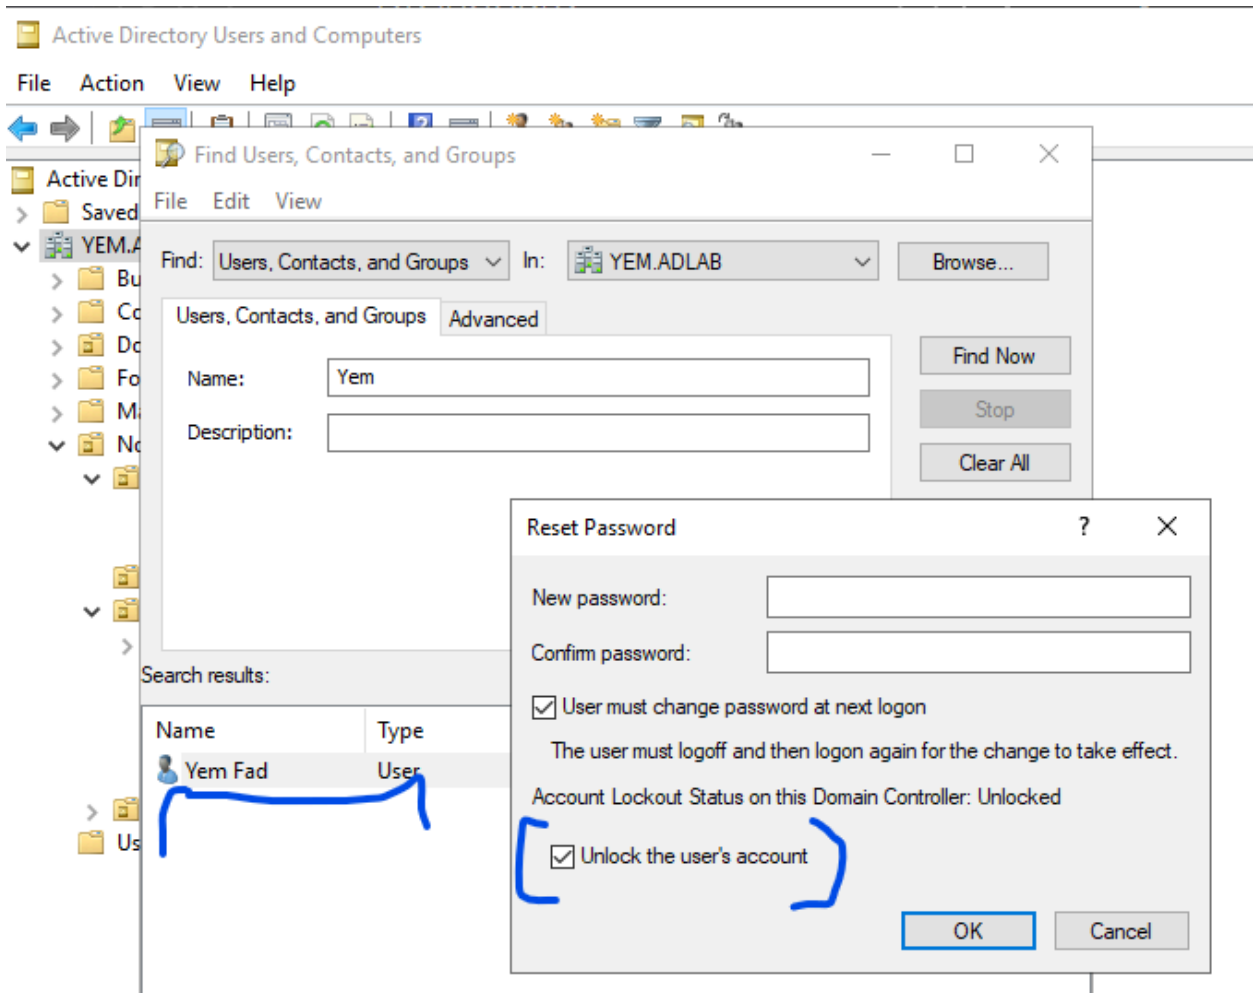 Active Directory Users and Computers
File Action View Help
Find Users, Contacts, and Groups
Active Dir
File Edit View
Saved
YEM.A
Find: Users, Contacts, and Groups In: YEM.ADLAB Browse...
Bu
Co
Users, Contacts, and Groups Advanced
Do
Find Now
Fo
Name: Yem
Stop
Ma
Description:
No
Clear All
Reset Password ?
New password:
Confirm password:
Search results:
User must change password at next logon
Name Type
The user must logoff and then logon again for the change to take effect.
Yem Fad User
Account Lockout Status on this Domain Controller: Unlocked
Us
Unlock the user's account
OK Cancel